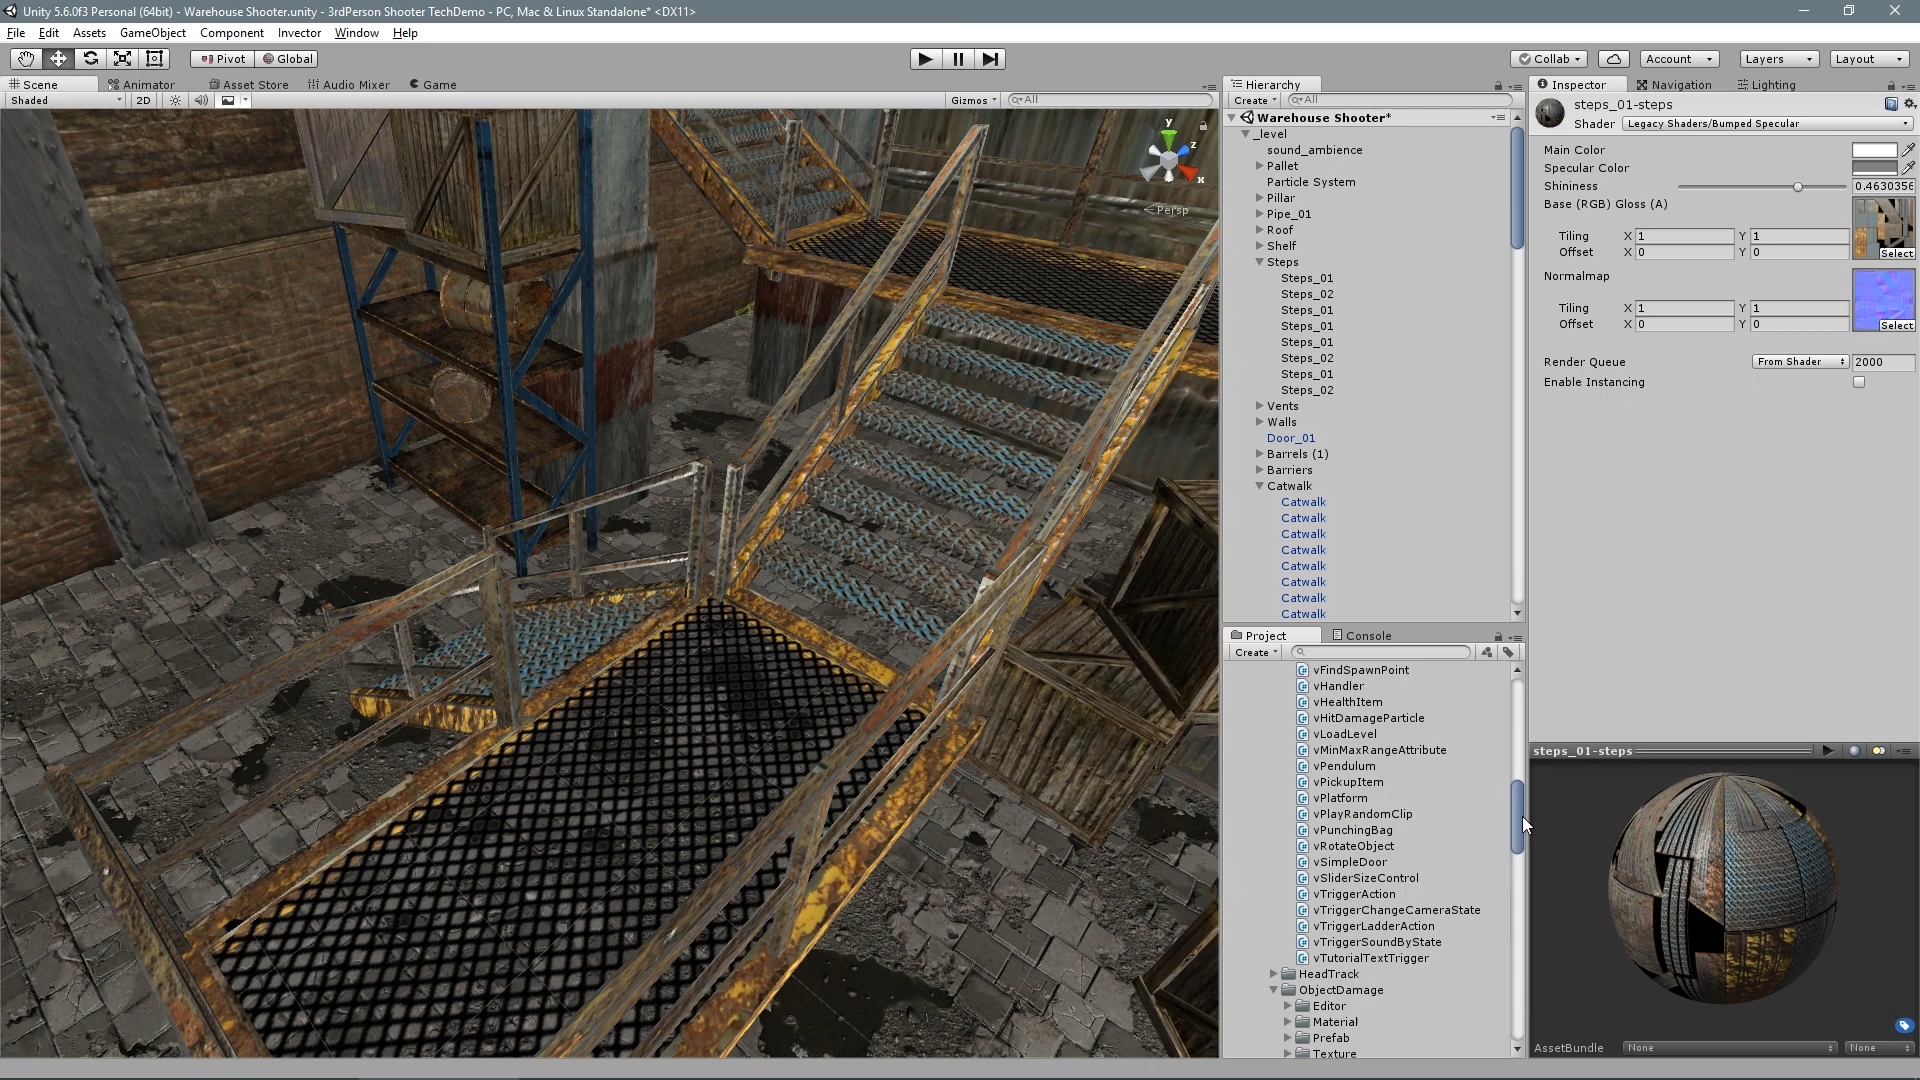 Unity 5.6.0f3 Personal (64bit) - Warehouse Shooter.unity - 3rdPerson Shooter TechDemo - PC, Mac & Linux Standalone* <DX11>
File Edit Assets GameObject Component Invector Window Help
Pivot Global Collab Account Layers Layout
Scene Animator Asset Store Audio Mixer Game
Shaded 2D Gizmos All
y
z
x
Persp
Hierarchy
Create All
Warehouse Shooter*
_level
sound_ambience
Pallet
Particle System
Pillar
Pipe_01
Roof
Shelf
Steps
Steps_01
Steps_02
Steps_01
Steps_01
Steps_01
Steps_02
Steps_01
Steps_02
Vents
Walls
Door_01
Barrels (1)
Barriers
Catwalk
Catwalk
Catwalk
Catwalk
Catwalk
Catwalk
Catwalk
Catwalk
Catwalk
Project Console
Create
vFindSpawnPoint
vHandler
vHealthItem
vHitDamageParticle
vLoadLevel
vMinMaxRangeAttribute
vPendulum
vPickupItem
vPlatform
vPlayRandomClip
vPunchingBag
vRotateObject
vSimpleDoor
vSliderSizeControl
vTriggerAction
vTriggerChangeCameraState
vTriggerLadderAction
vTriggerSoundByState
vTutorialTextTrigger
HeadTrack
ObjectDamage
Editor
Material
Prefab
Texture
Inspector Navigation Lighting
steps_01-steps
Shader Legacy Shaders/Bumped Specular
Main Color
Specular Color
Shininess 0.4630356
Base (RGB) Gloss (A)
Tiling X 1 Y 1
Offset X 0 Y 0 Select
Normalmap
Tiling X 1 Y 1
Offset X 0 Y 0 Select
Render Queue From Shader 2000
Enable Instancing
steps_01-steps
AssetBundle None None